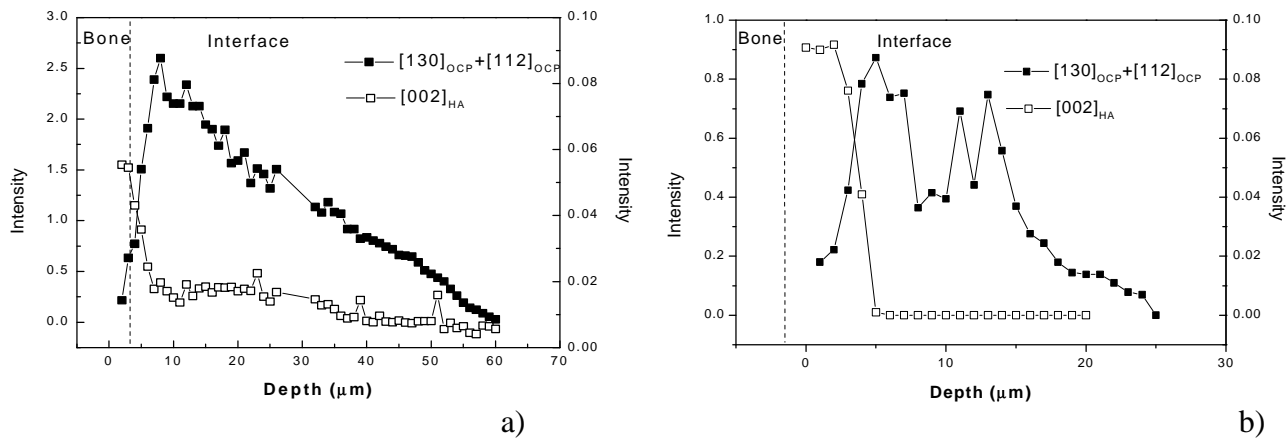 3.0
2.5
2.0
1.5
1.0
0.5
0.0
0.10
0.08
0.06
0.04
0.02
0.00
Bone
Interface
[130]OCP+[112]OCP
[002]HA
Intensity
Intensity
0 10 20 30 40 50 60
Depth (μm)
a)
1.0
0.8
0.6
0.4
0.2
0.0
0.10
0.08
0.06
0.04
0.02
0.00
Bone
Interface
[130]OCP+[112]OCP
[002]HA
Intensity
Intensity
0 10 20 30
Depth (μm)
b)